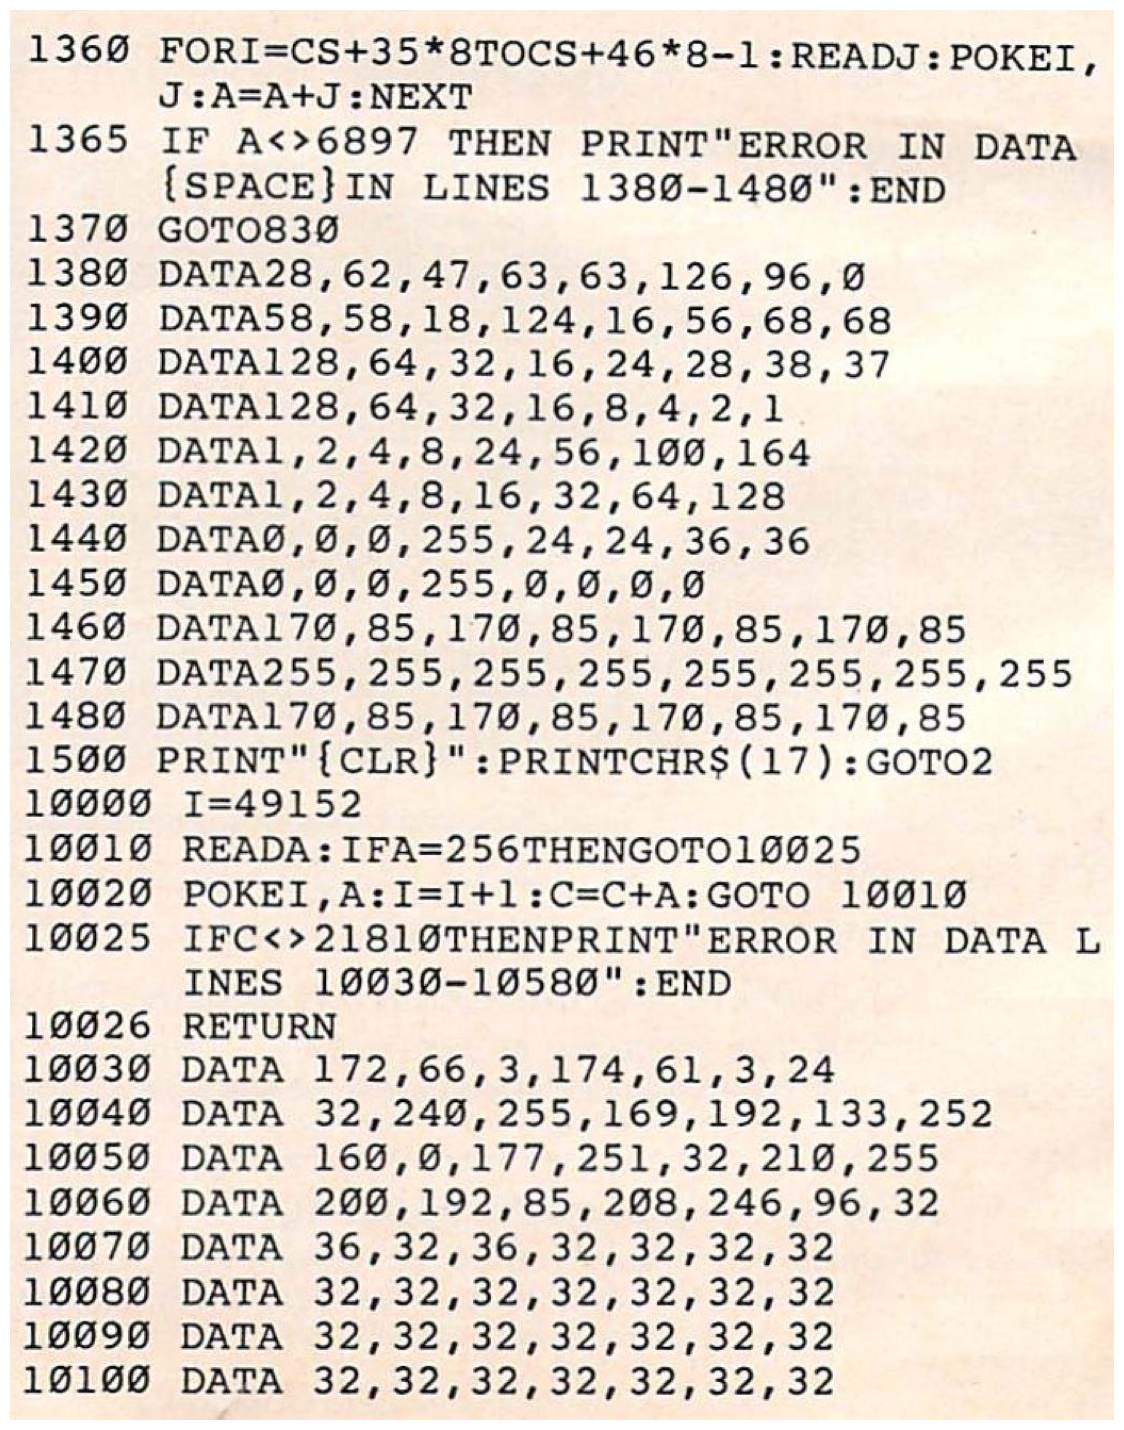 1360 FORI=CS+35*8TOCS+46*8-1:READJ:POKEI,
J:A=A+J:NEXT
1365 IF A<>6897 THEN PRINT"ERROR IN DATA
{SPACE}IN LINES 1380-1480":END
1370 GOTO830
1380 DATA28,62,47,63,63,126,96,0
1390 DATA58,58,18,124,16,56,68,68
1400 DATA128,64,32,16,24,28,38,37
1410 DATA128,64,32,16,8,4,2,1
1420 DATA1,2,4,8,24,56,100,164
1430 DATA1,2,4,8,16,32,64,128
1440 DATA0,0,0,255,24,24,36,36
1450 DATA0,0,0,255,0,0,0,0
1460 DATA170,85,170,85,170,85,170,85
1470 DATA255,255,255,255,255,255,255,255
1480 DATA170,85,170,85,170,85,170,85
1500 PRINT"{CLR}":PRINTCHR$(17):GOTO2
10000 I=49152
10010 READA:IFA=256THENGOTO10025
10020 POKEI,A:I=I+1:C=C+A:GOTO 10010
10025 IFC<>21810THENPRINT"ERROR IN DATA L
INES 10030-10580":END
10026 RETURN
10030 DATA 172,66,3,174,61,3,24
10040 DATA 32,240,255,169,192,133,252
10050 DATA 160,0,177,251,32,210,255
10060 DATA 200,192,85,208,246,96,32
10070 DATA 36,32,36,32,32,32,32
10080 DATA 32,32,32,32,32,32,32
10090 DATA 32,32,32,32,32,32,32
10100 DATA 32,32,32,32,32,32,32